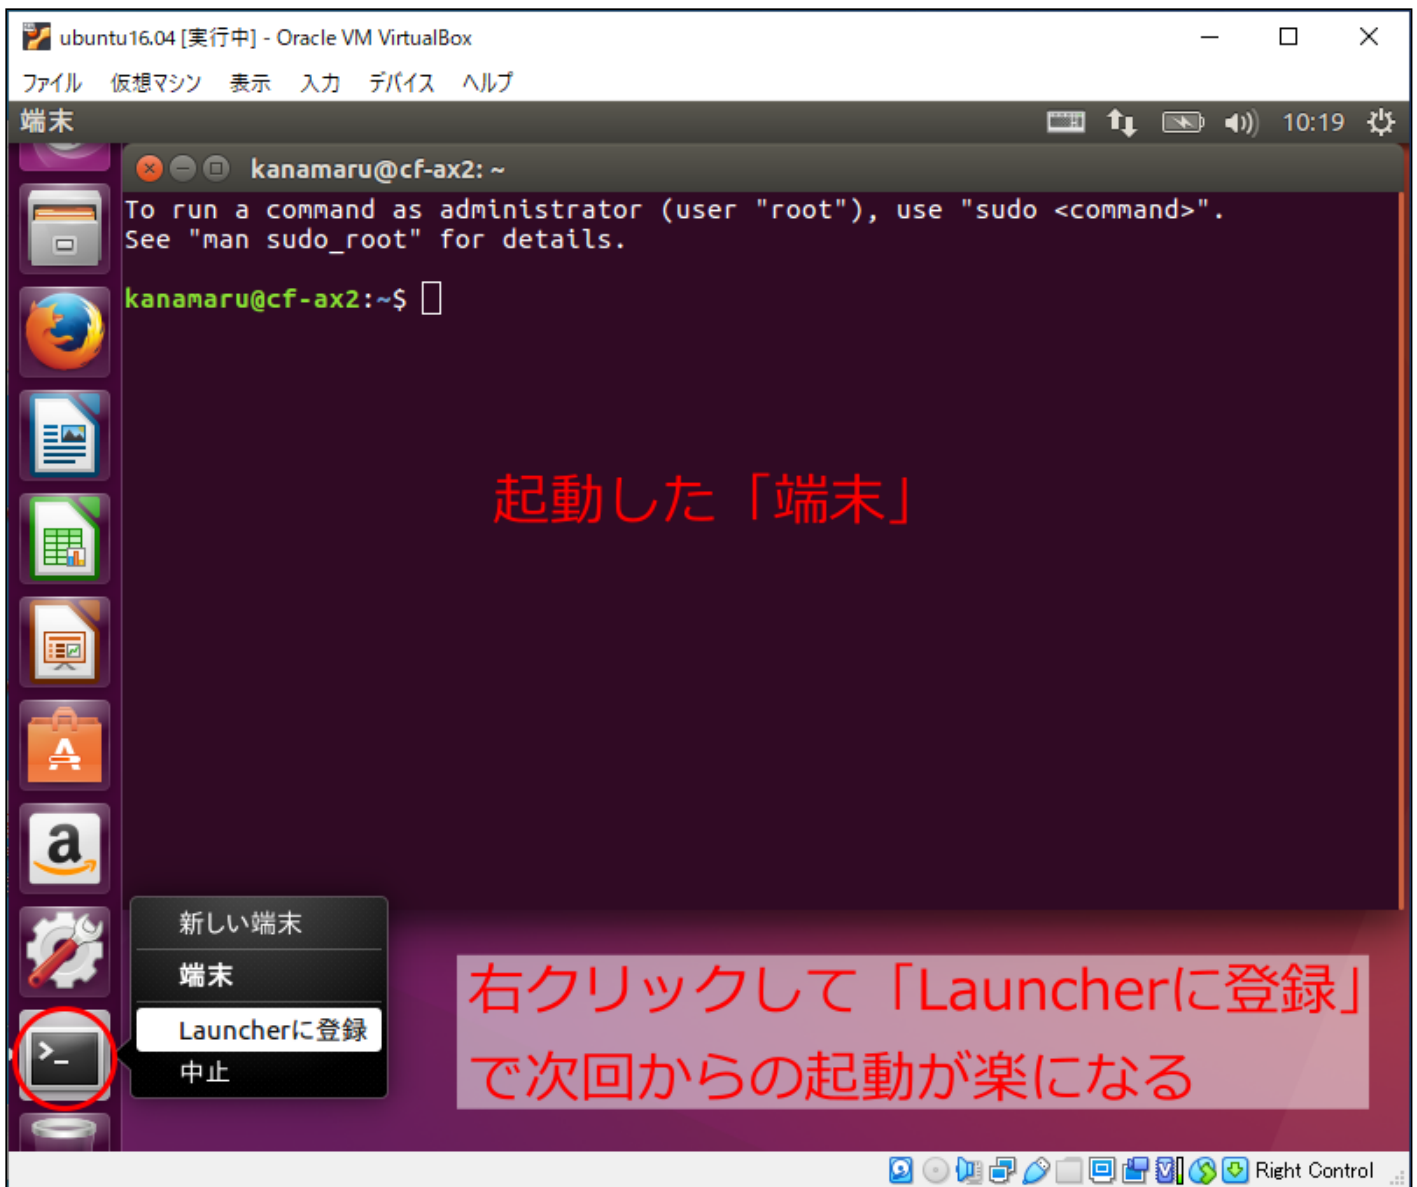 ubuntu16.04 [実行中] - Oracle VM VirtualBox
ファイル 仮想マシン 表示 入力 デバイス ヘルプ
端末 10:19
kanamaru@cf-ax2: ~
To run a command as administrator (user "root"), use "sudo <command>".
See "man sudo_root" for details.
kanamaru@cf-ax2:~$
起動した「端末」
新しい端末
端末
Launcherに登録
中止
右クリックして「Launcherに登録」
で次回からの起動が楽になる
Right Control